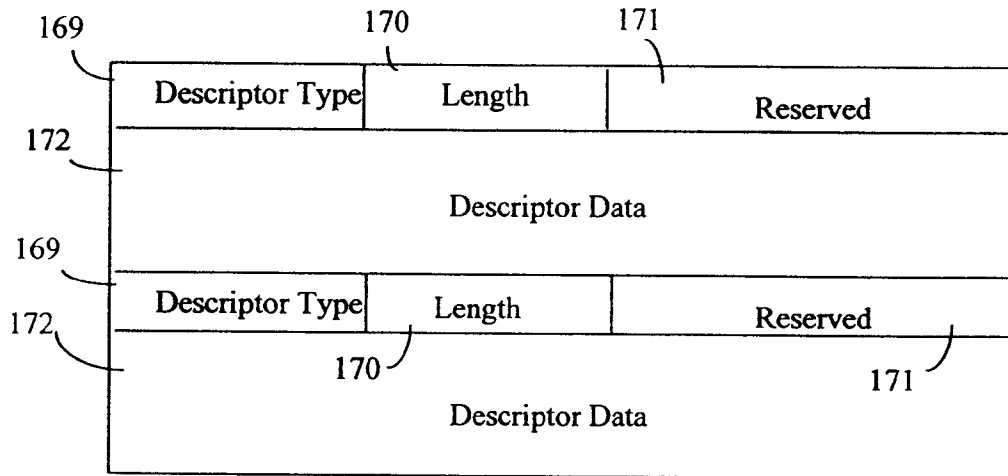 169 170 171
Descriptor Type Length Reserved
172
Descriptor Data
169
Descriptor Type Length Reserved
172
170 171
Descriptor Data